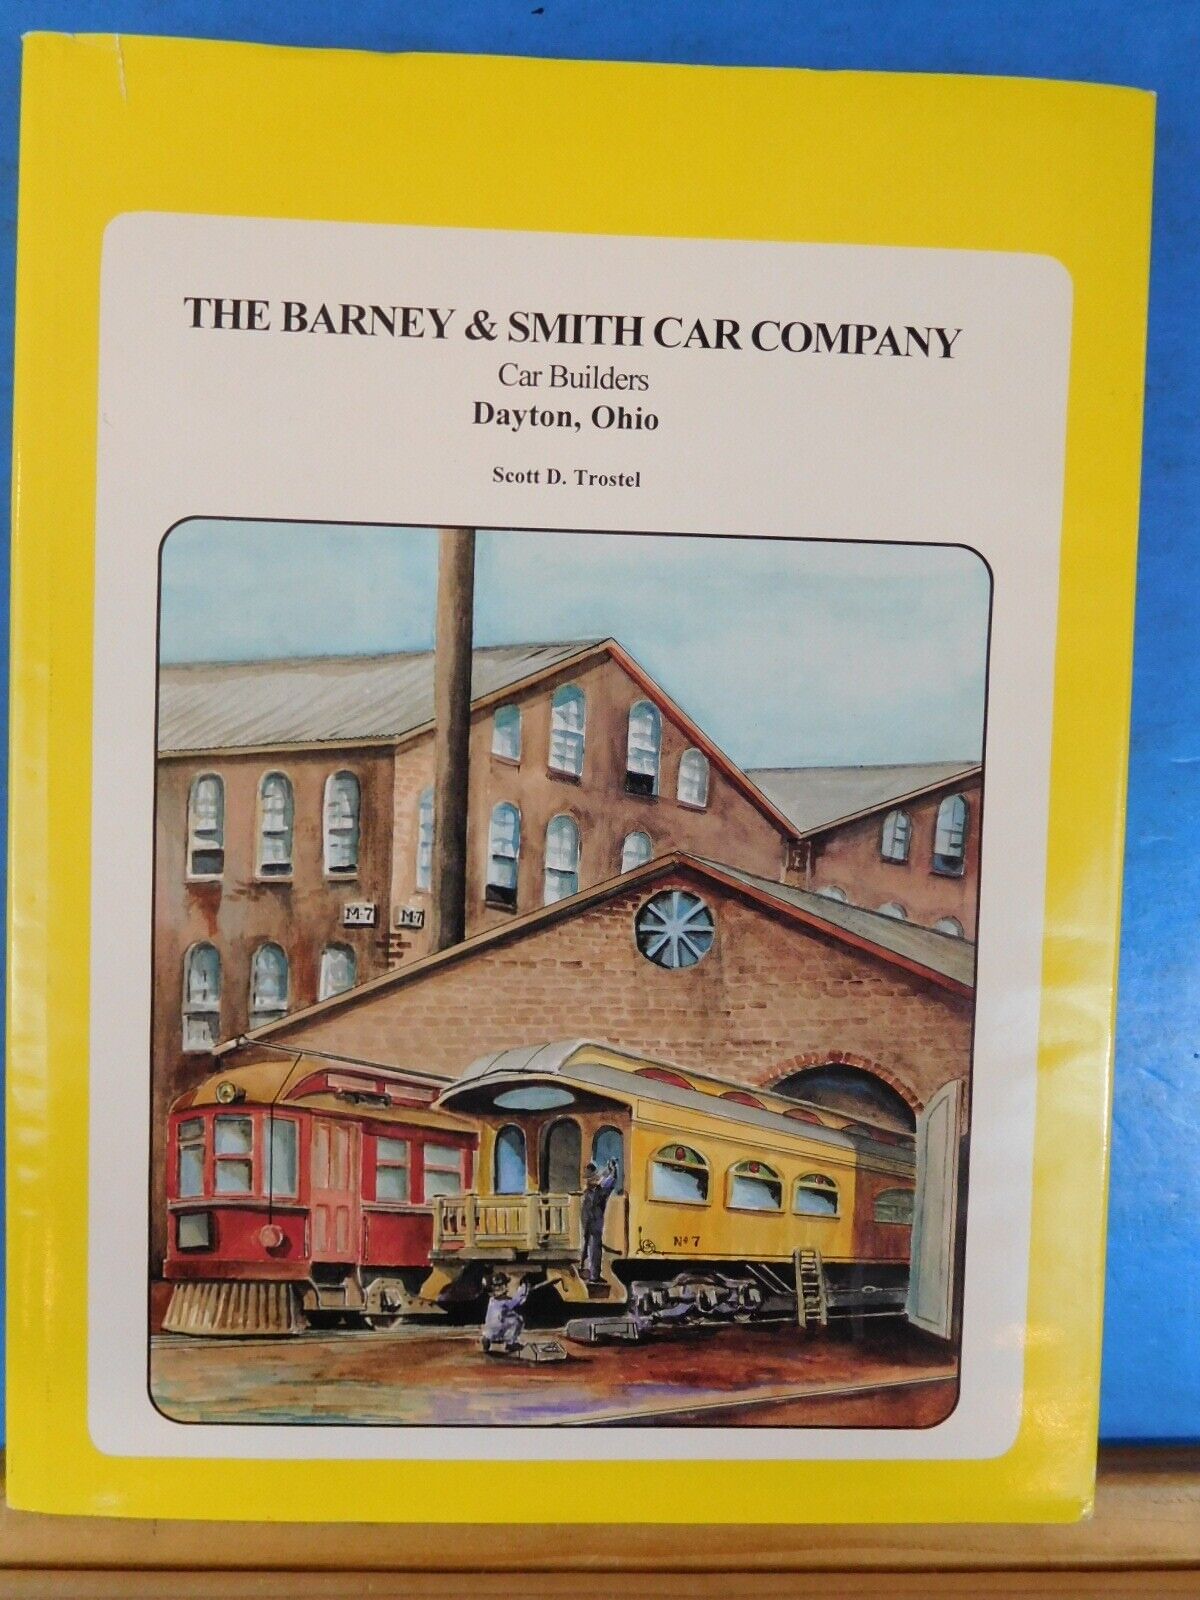 THE BARNEY & SMITH CAR COMPANY
Car Builders
Dayton, Ohio
Scott D. Trostel
M-7 M-7
No 7